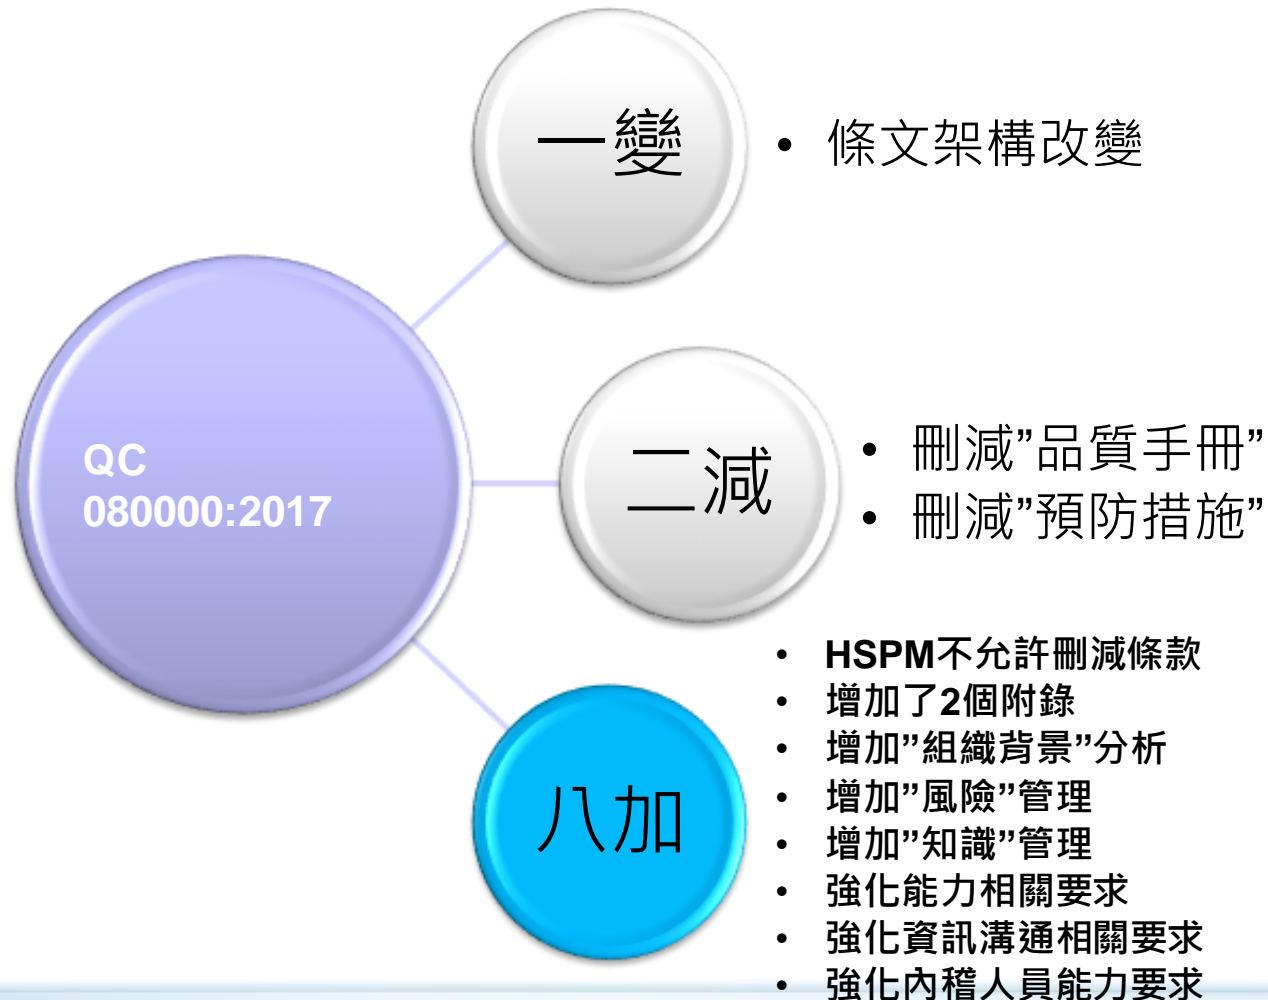 一變
• 條文架構改變
QC
080000:2017
二減
• 刪減”品質手冊”
• 刪減”預防措施”
八加
• HSPM不允許刪減條款
• 增加了2個附錄
• 增加”組織背景”分析
• 增加”風險”管理
• 增加”知識”管理
• 強化能力相關要求
• 強化資訊溝通相關要求
• 強化內稽人員能力要求